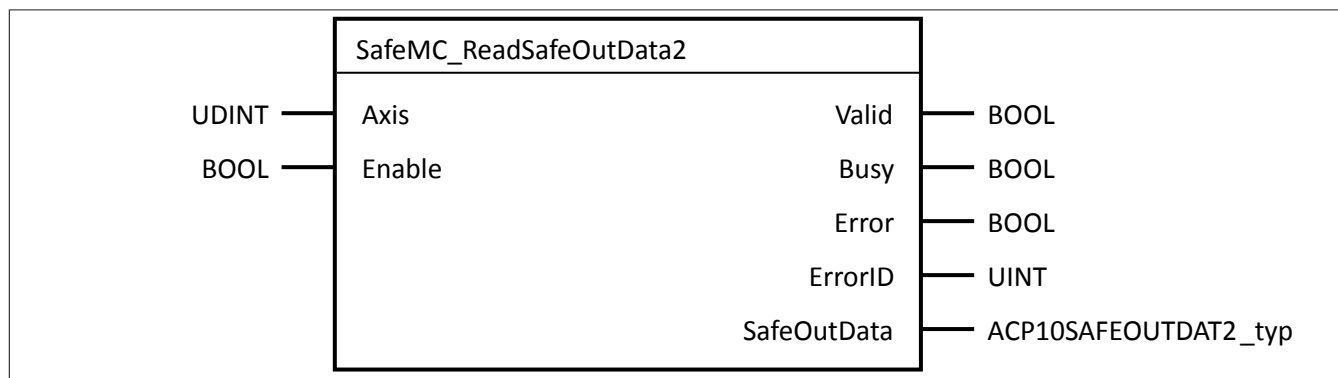 SafeMC_ReadSafeOutData2
UDINT Axis Valid BOOL
BOOL Enable Busy BOOL
Error BOOL
ErrorID UINT
SafeOutData ACP10SAFEOUTDAT2_typ